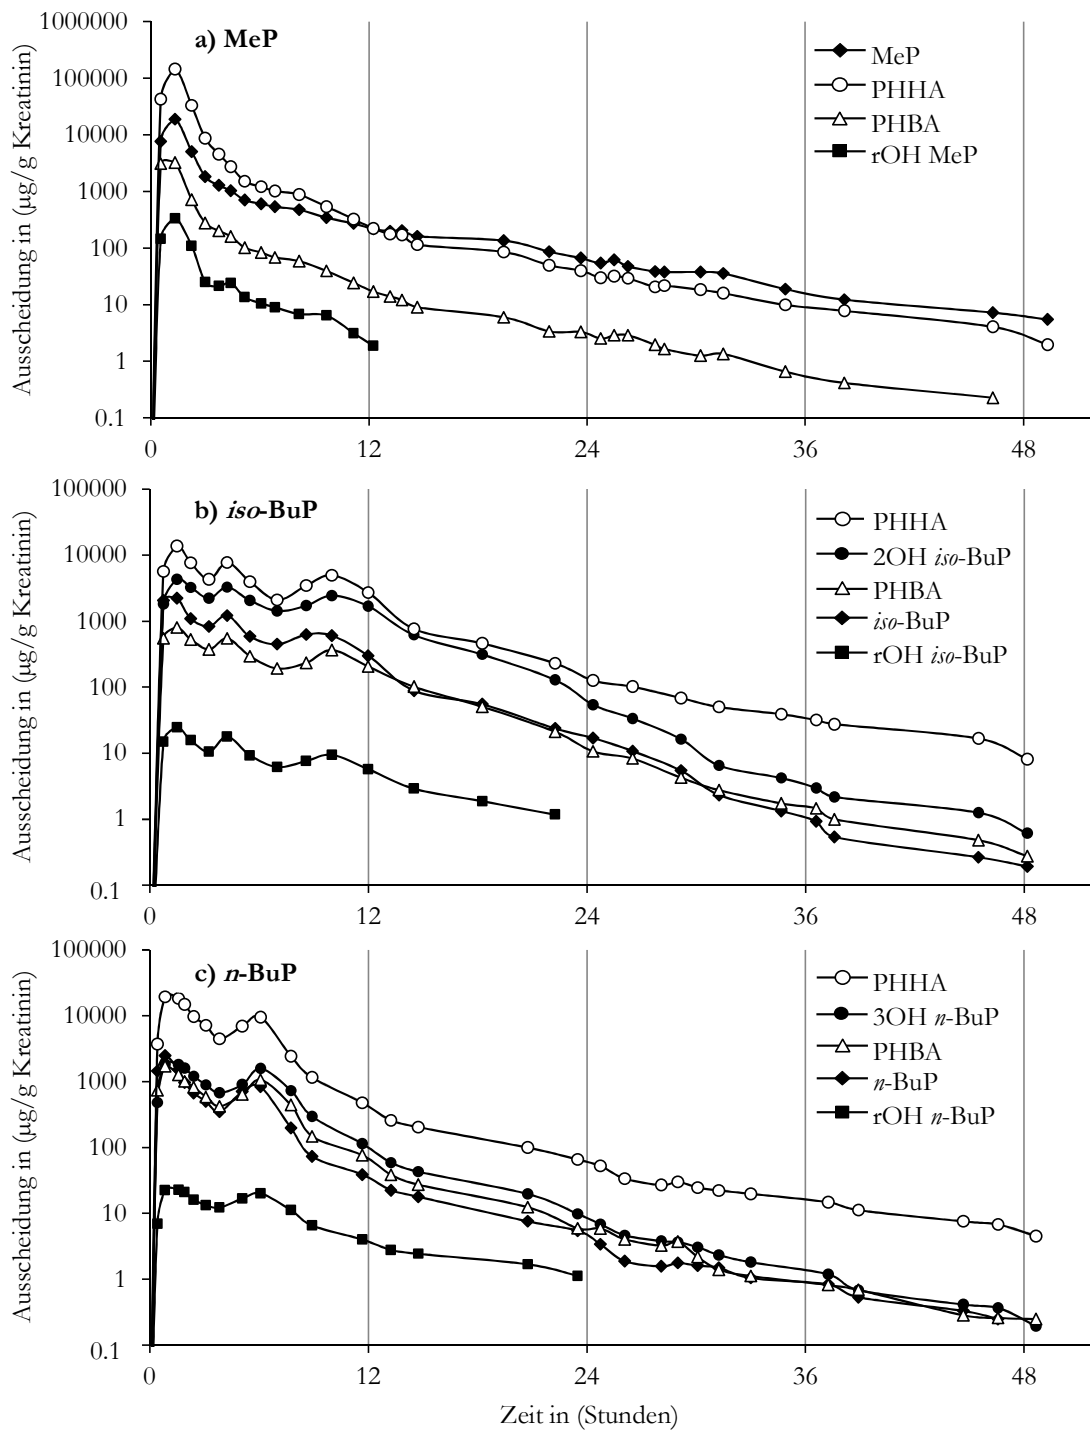 a) MeP
Ausscheidung in (µg/g Kreatinin)
1000000
100000
10000
1000
100
10
1
0.1
0
12
24
36
48
MeP
PHHA
PHBA
rOH MeP
b) iso-BuP
Ausscheidung in (µg/g Kreatinin)
100000
10000
1000
100
10
1
0.1
0
12
24
36
48
PHHA
2OH iso-BuP
PHBA
iso-BuP
rOH iso-BuP
c) n-BuP
Ausscheidung in (µg/g Kreatinin)
100000
10000
1000
100
10
1
0.1
0
12
24
36
48
PHHA
3OH n-BuP
PHBA
n-BuP
rOH n-BuP
Zeit in (Stunden)